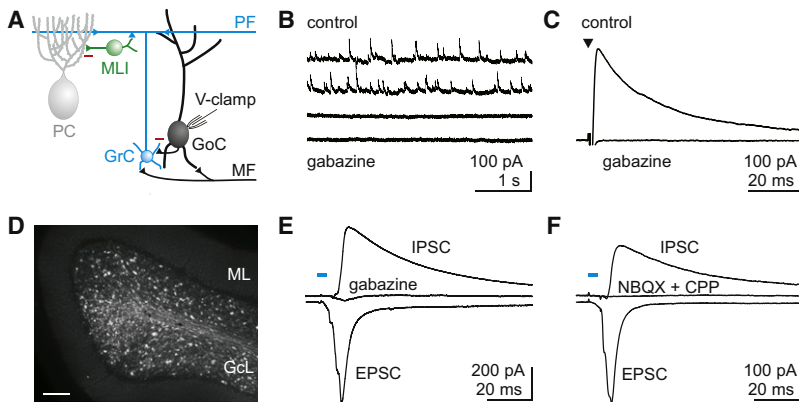 A
PF
MLI
PC
V-clamp
GoC
GrC
MF
B
control
gabazine
100 pA
1 s
C
control
gabazine
100 pA
20 ms
D
ML
GcL
E
IPSC
gabazine
EPSC
200 pA
20 ms
F
IPSC
NBQX + CPP
EPSC
100 pA
20 ms